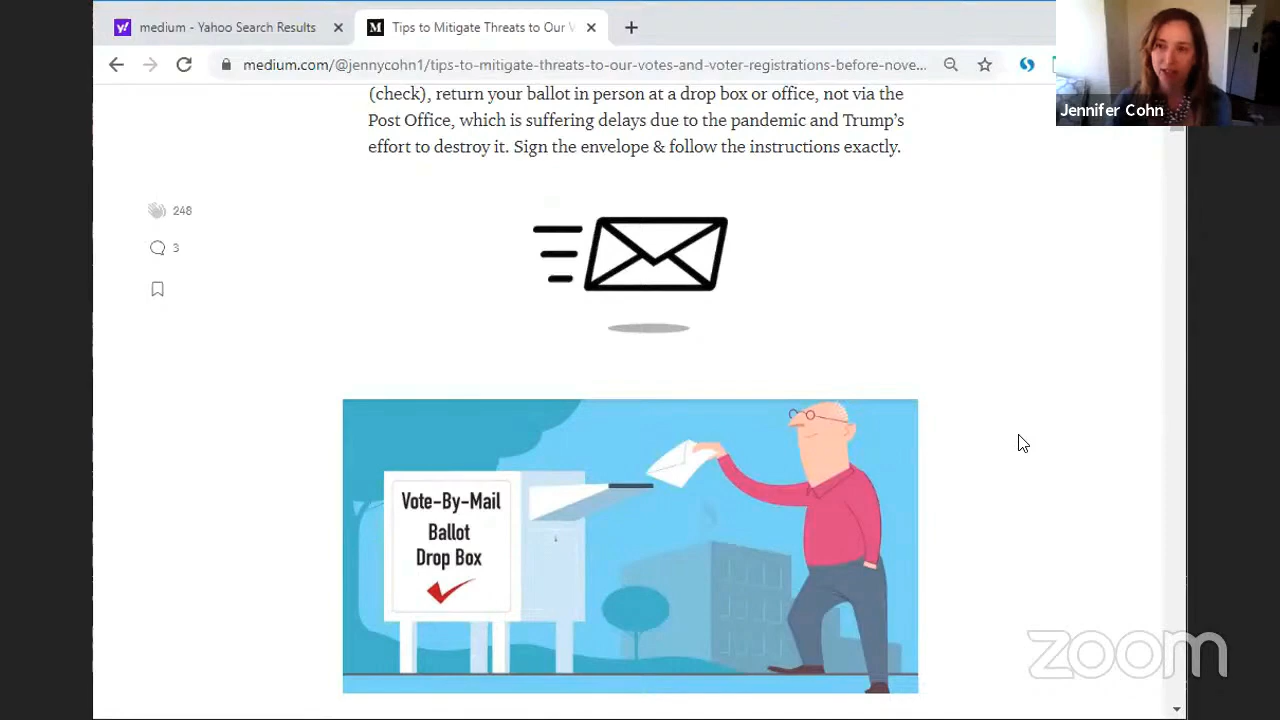 medium - Yahoo Search Results
Tips to Mitigate Threats to Our V
medium.com/@jennycohn1/tips-to-mitigate-threats-to-our-votes-and-voter-registrations-before-nove...
Jennifer Cohn
(check), return your ballot in person at a drop box or office, not via the
Post Office, which is suffering delays due to the pandemic and Trump's
effort to destroy it. Sign the envelope & follow the instructions exactly.
248
3
Vote-By-Mail
Ballot
Drop Box
zoom